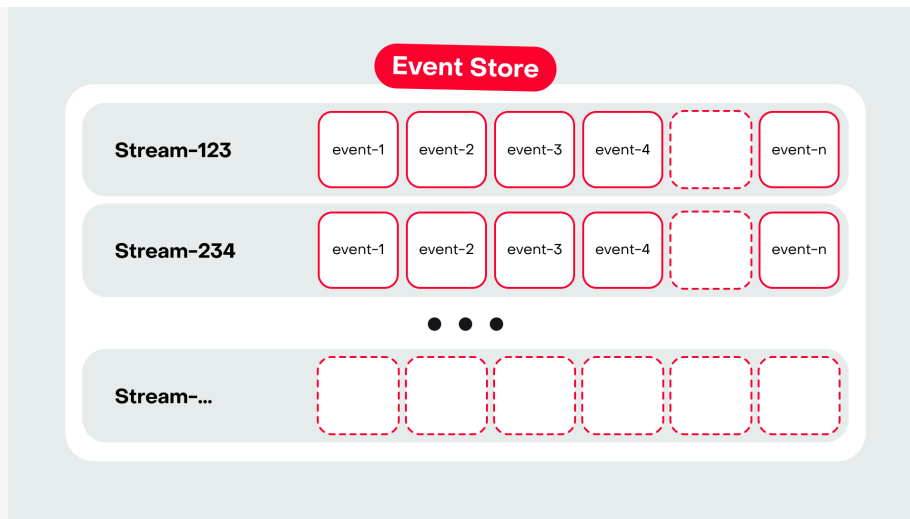 Event Store
Stream-123 event-1 event-2 event-3 event-4 event-n
Stream-234 event-1 event-2 event-3 event-4 event-n
Stream-...